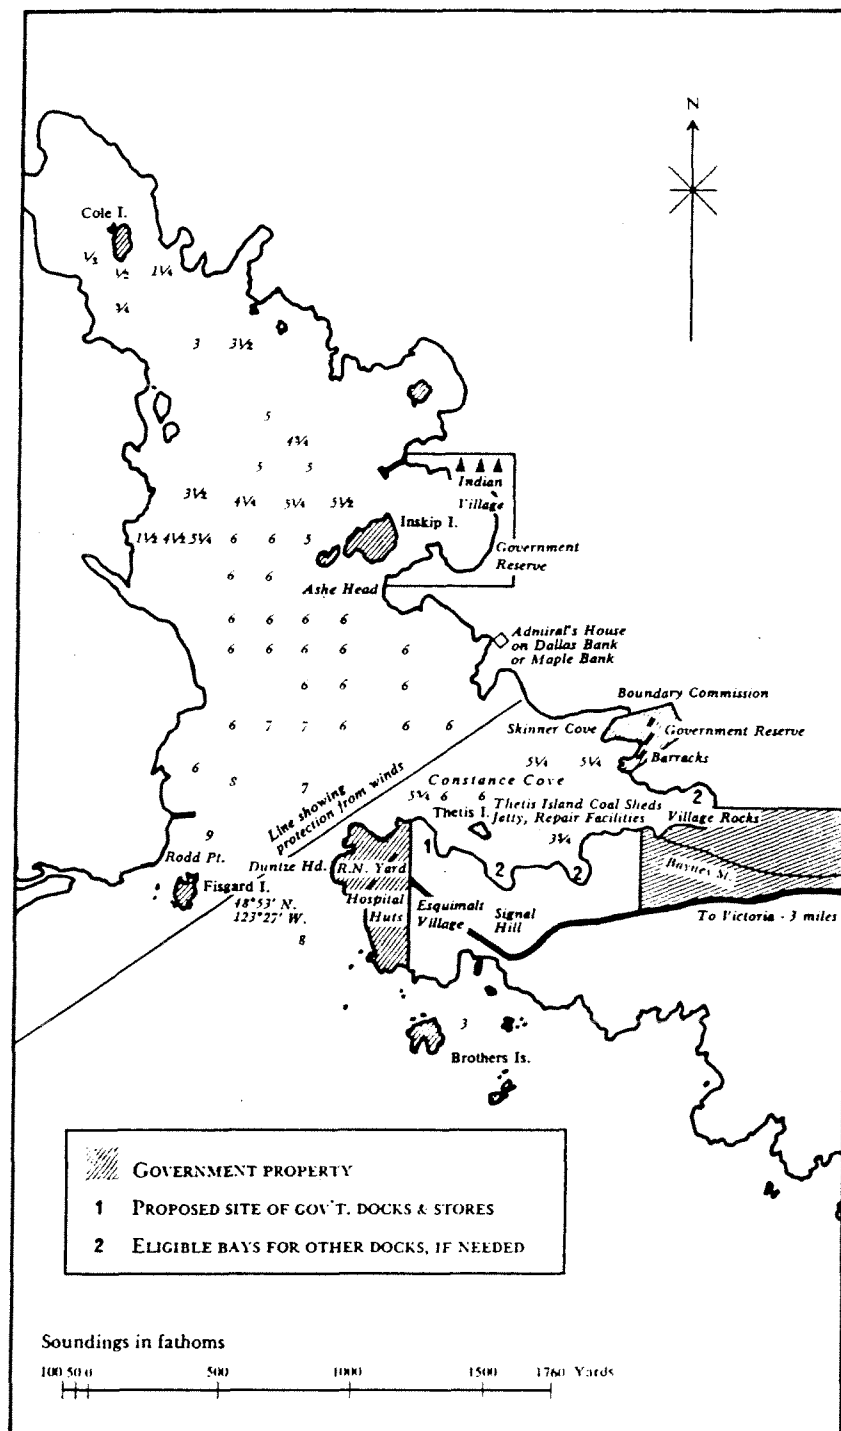 N
Cole I.
½ ½ 1¼
¾
3 3½
5
4¾
5 5
Indian
Village
3½ 4¼ 5¼ 5½
Inskip I.
1½ 4½ 5¼ 6 6 5
Government
Reserve
6 6
Ashe Head
6 6 6 6
6 6 6 6 6
Admiral's House
on Dallas Bank
or Maple Bank
6 6 6
Boundary Commission
6 7 7 6 6 6
Skinner Cove
Government
Reserve
Barracks
5¼ 5¼
6
8
7
Line showing
protection from winds
Constance Cove
5¾ 6 6
2
Thetis Island Coal Sheds
Jetty, Repair Facilities
Thetis I.
Village Rocks
3¾
9
1
Rodd Pt.
Duntze Hd.
R.N. Yard
2
2
Fisgard I.
48°53' N.
123°27' W.
Hospital
Huts
Esquimalt
Village
Signal
Hill
To Victoria - 3 miles
8
3
Brothers Is.
GOVERNMENT PROPERTY
1 PROPOSED SITE OF GOV'T. DOCKS & STORES
2 ELIGIBLE BAYS FOR OTHER DOCKS, IF NEEDED
Soundings in fathoms
100 50 0 500 1000 1500 1760 Yards